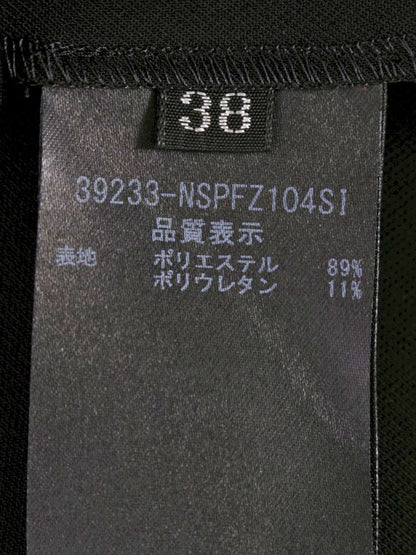 38
39233-NSPFZ104SI
品質表示
表地 ポリエステル 89%
ポリウレタン 11%